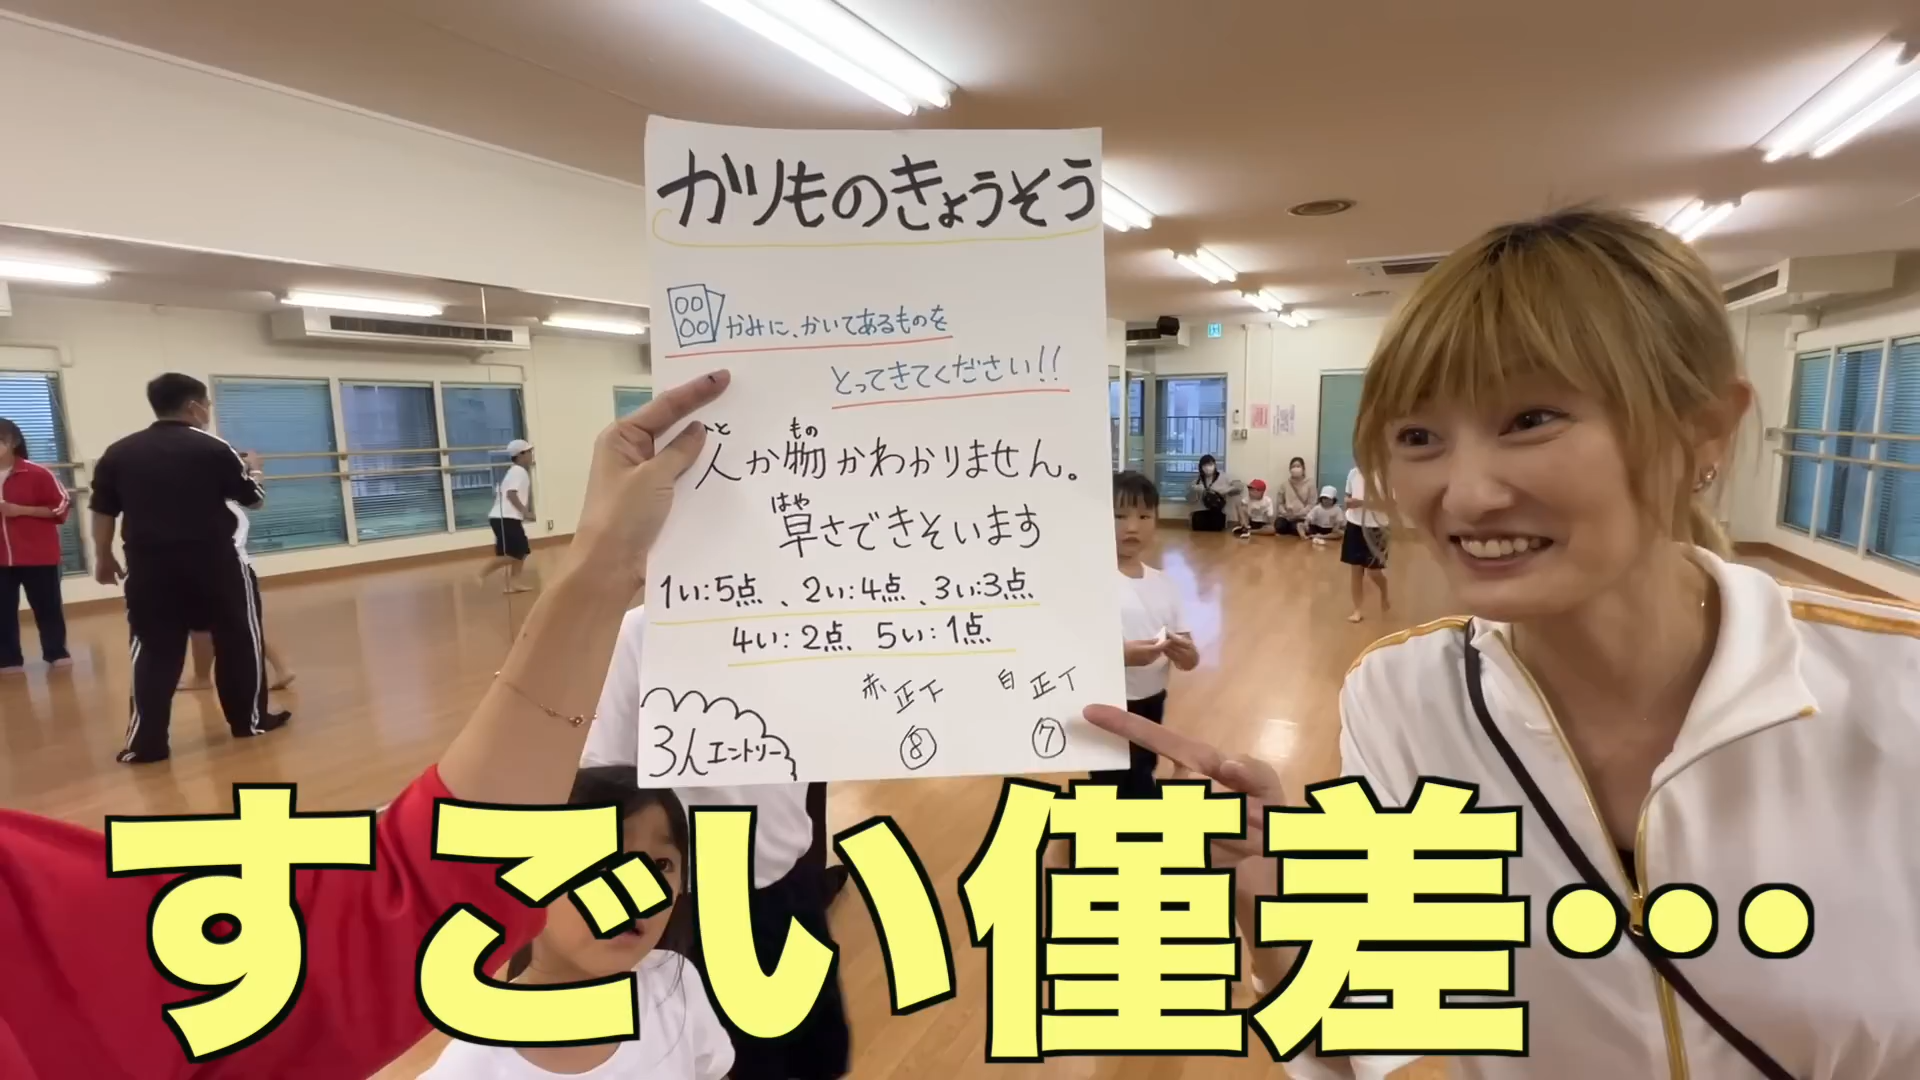 かりものきょうそう
○○
○○
かみに、かいてあるものを
とってきてください!!
人か物かわかりません。
もの
はや
早さできそいます
1い:5点、2い:4点、3い:3点
4い:2点 5い:1点
赤 正下 白 正丅
⑧ ⑦
3人エントリー
すごい僅差…